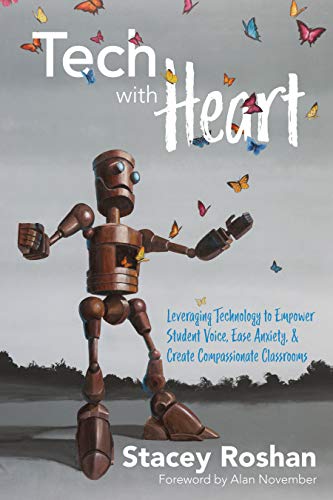 Tech
with Heart
Leveraging Technology to Empower
Student Voice, Ease Anxiety, &
Create Compassionate Classrooms
Stacey Roshan
Foreword by Alan November